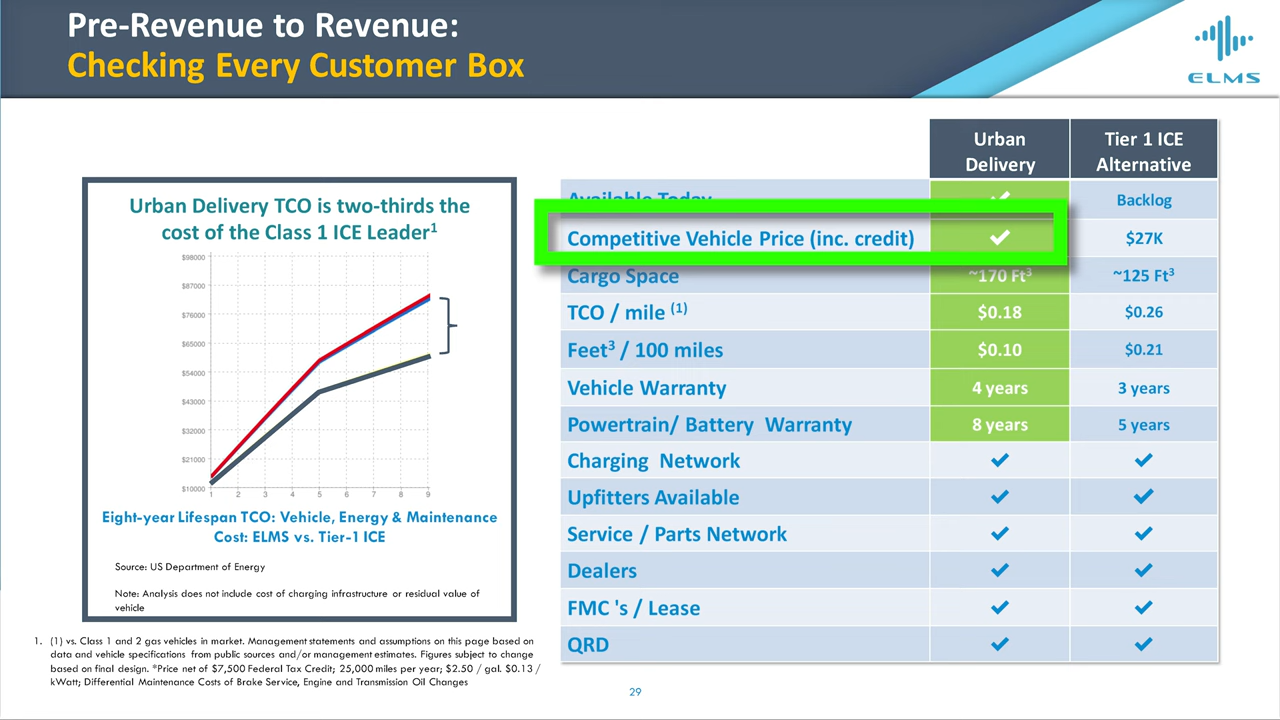 Pre-Revenue to Revenue:
Checking Every Customer Box
ELMS
Urban Delivery TCO is two-thirds the
cost of the Class 1 ICE Leader1
$98000
$87000
$76000
$65000
$54000
$43000
$32000
$21000
$10000
1 2 3 4 5 6 7 8 9
Eight-year Lifespan TCO: Vehicle, Energy & Maintenance
Cost: ELMS vs. Tier-1 ICE
Source: US Department of Energy
Note: Analysis does not include cost of charging infrastructure or residual value of
vehicle
Urban
Delivery
Tier 1 ICE
Alternative
Available Today ✓ Backlog
Competitive Vehicle Price (inc. credit) ✓ $27K
Cargo Space ~170 Ft3 ~125 Ft3
TCO / mile (1) $0.18 $0.26
Feet3 / 100 miles $0.10 $0.21
Vehicle Warranty 4 years 3 years
Powertrain/ Battery Warranty 8 years 5 years
Charging Network ✓ ✓
Upfitters Available ✓ ✓
Service / Parts Network ✓ ✓
Dealers ✓ ✓
FMC 's / Lease ✓ ✓
QRD ✓ ✓
1. (1) vs. Class 1 and 2 gas vehicles in market. Management statements and assumptions on this page based on
data and vehicle specifications from public sources and/or management estimates. Figures subject to change
based on final design. *Price net of $7,500 Federal Tax Credit; 25,000 miles per year; $2.50 / gal. $0.13 /
kWatt; Differential Maintenance Costs of Brake Service, Engine and Transmission Oil Changes
29